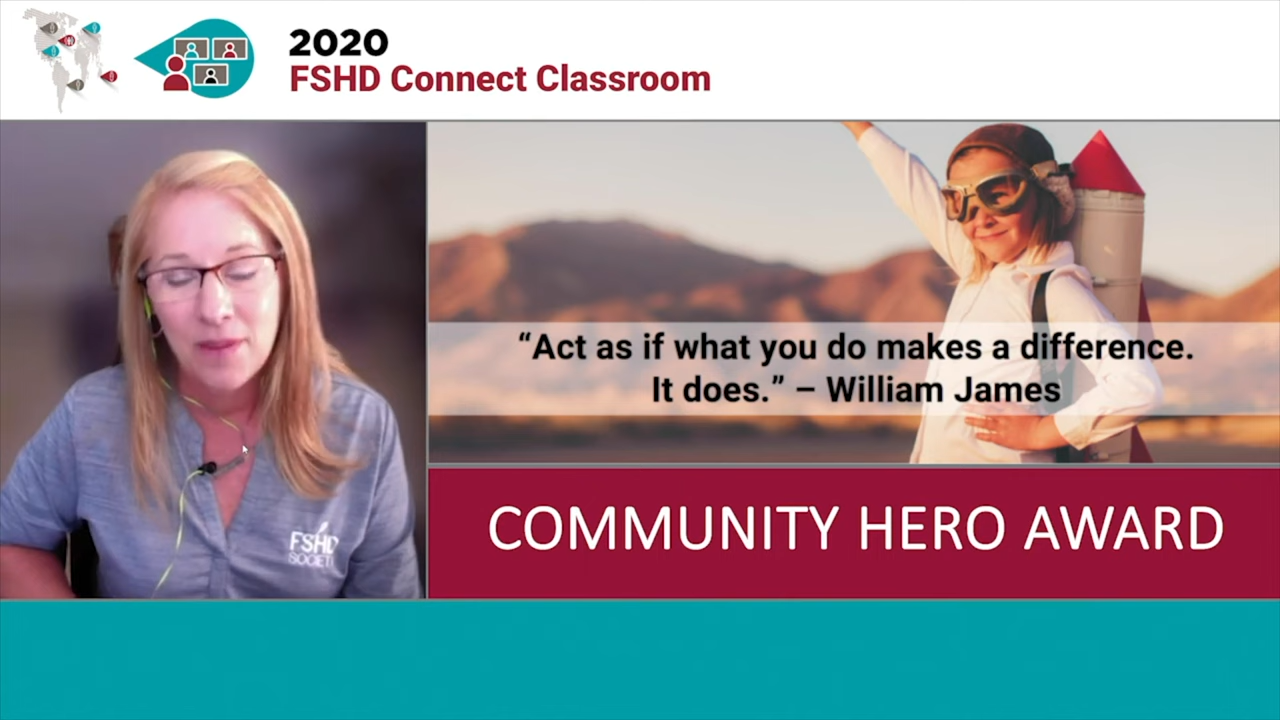 2020
FSHD Connect Classroom
“Act as if what you do makes a difference.
It does.” – William James
FSHD
SOCIETY
COMMUNITY HERO AWARD